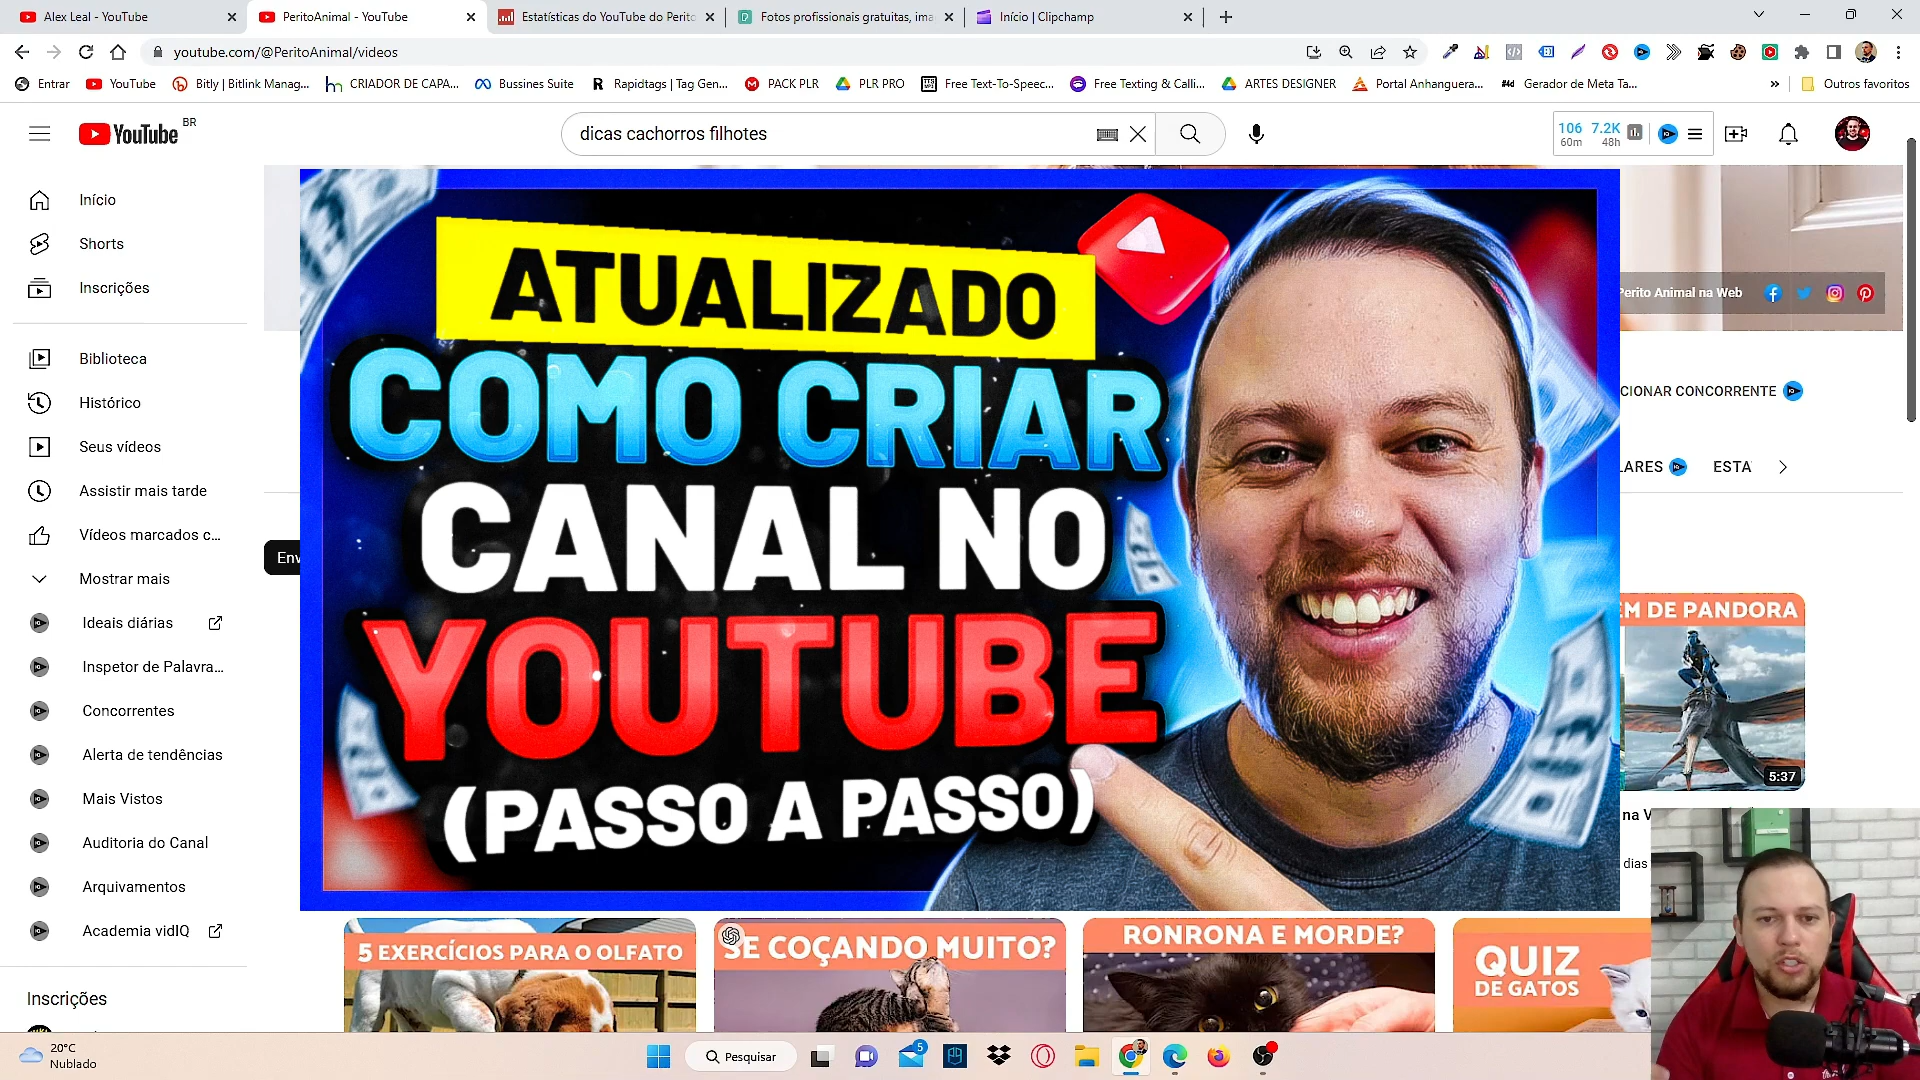 Alex Leal - YouTube
PeritoAnimal - YouTube
Estatísticas do YouTube do Perito
Fotos profissionais gratuitas, ima
Início | Clipchamp
youtube.com/@PeritoAnimal/videos
Entrar
YouTube
Bitly | Bitlink Manag...
CRIADOR DE CAPA...
Bussines Suite
Rapidtags | Tag Gen...
PACK PLR
PLR PRO
Free Text-To-Speec...
Free Texting & Calli...
ARTES DESIGNER
Portal Anhanguera...
Gerador de Meta Ta...
Outros favoritos
YouTube
BR
dicas cachorros filhotes
106 7.2K
60m 48h
Início
Shorts
Inscrições
Biblioteca
Histórico
Seus vídeos
Assistir mais tarde
Vídeos marcados c...
Mostrar mais
Ideais diárias
Inspetor de Palavra...
Concorrentes
Alerta de tendências
Mais Vistos
Auditoria do Canal
Arquivamentos
Academia vidIQ
Inscrições
Env
ATUALIZADO
COMO CRIAR
CANAL NO
YOUTUBE
(PASSO A PASSO)
Perito Animal na Web
CIONAR CONCORRENTE
LARES
ESTA
EM DE PANDORA
5:37
na V
dias
5 EXERCÍCIOS PARA O OLFATO
SE COÇANDO MUITO?
RONRONA E MORDE?
QUIZ
DE GATOS
20°C
Nublado
Pesquisar
5